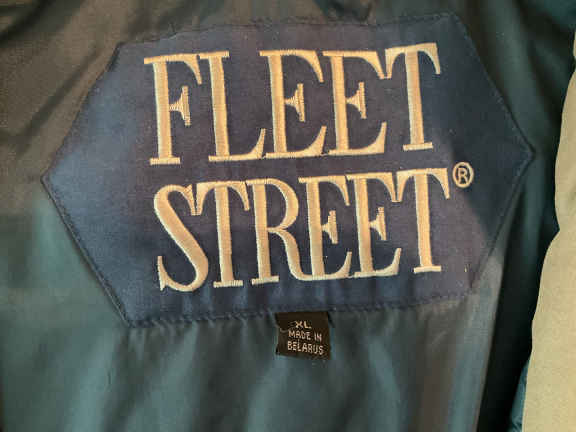 FLEET
STREET®
XL
MADE IN
BELARUS